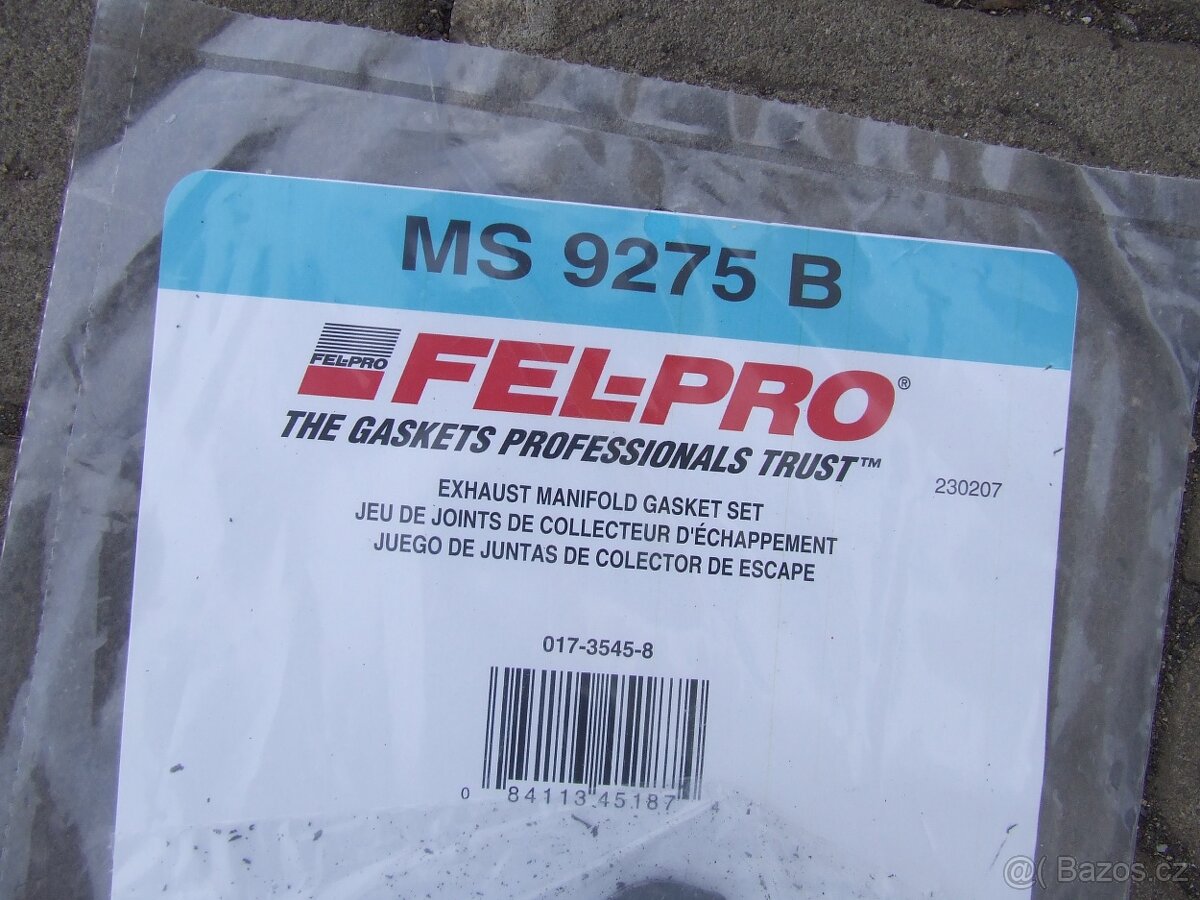 MS 9275 B
FEL-PRO
FEL-PRO®
THE GASKETS PROFESSIONALS TRUST™
230207
EXHAUST MANIFOLD GASKET SET
JEU DE JOINTS DE COLLECTEUR D'ÉCHAPPEMENT
JUEGO DE JUNTAS DE COLECTOR DE ESCAPE
017-3545-8
0 84113 45187 4
@( Bazos.cz